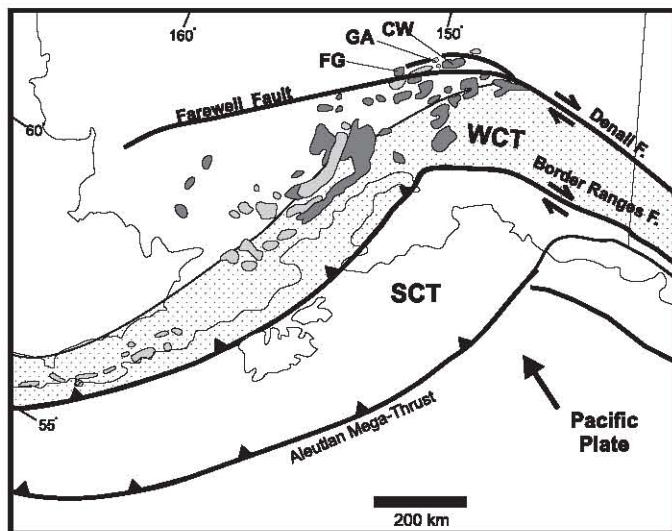 160°
150°
CW
GA
FG
Farewell Fault
60°
Denali F.
WCT
Border Ranges F.
SCT
55°
Aleutian Mega-Thrust
Pacific
Plate
200 km